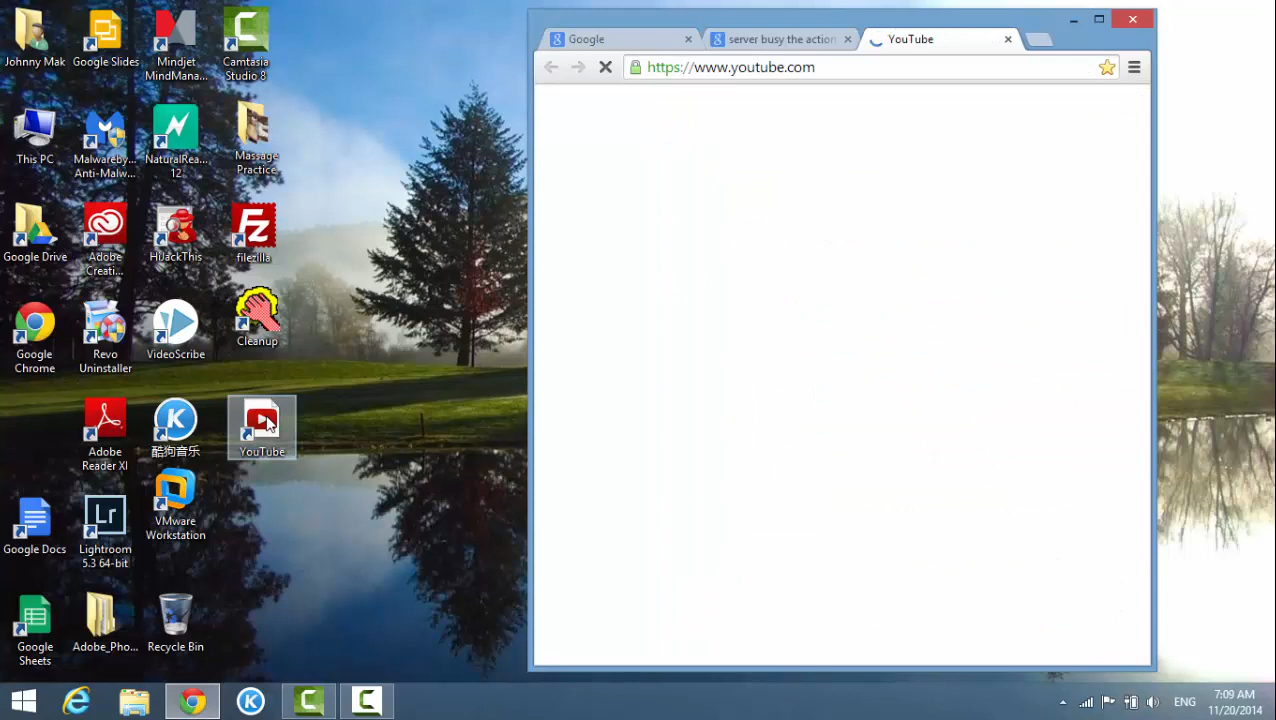 Johnny Mak
Google Slides
Mindjet
MindMana...
Camtasia
Studio 8
This PC
Malwareby...
Anti-Malw...
NaturalRea...
12
Massage
Practice
Google Drive
Adobe
Creati...
HiJackThis
Fz
filezilla
Google
Chrome
Revo
Uninstaller
VideoScribe
Cleanup
Adobe
Reader XI
K
酷狗音乐
YouTube
Google Docs
Lr
Lightroom
5.3 64-bit
VMware
Workstation
Google
Sheets
Adobe_Pho...
Recycle Bin
Google
server busy the action
YouTube
https://www.youtube.com
K
ENG
7:09 AM
11/20/2014